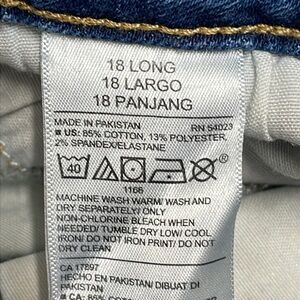 18 LONG
18 LARGO
18 PANJANG
MADE IN PAKISTAN RN 54023
■ US: 85% COTTON, 13% POLYESTER,
2% SPANDEX/ELASTANE
40
®
1166
MACHINE WASH WARM/ WASH AND
DRY SEPARATELY/ ONLY
NON-CHLORINE BLEACH WHEN
NEEDED/ TUMBLE DRY LOW/ COOL
IRON/ DO NOT IRON PRINT/ DO NOT
DRY CLEAN
CA 17897
HECHO EN PAKISTAN/ DIBUAT DI
PAKISTAN